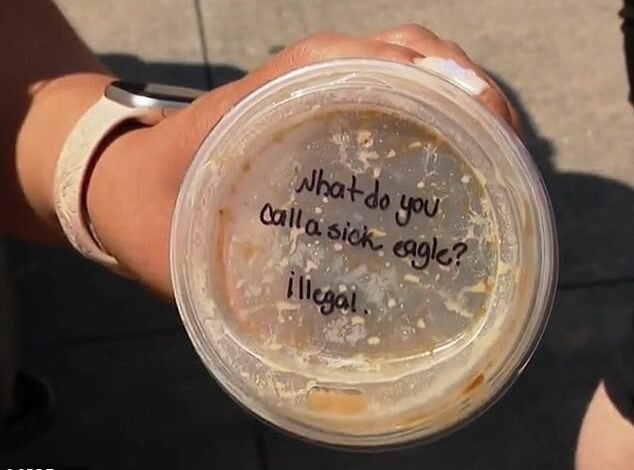 What do you
call a sick eagle?
illegal.